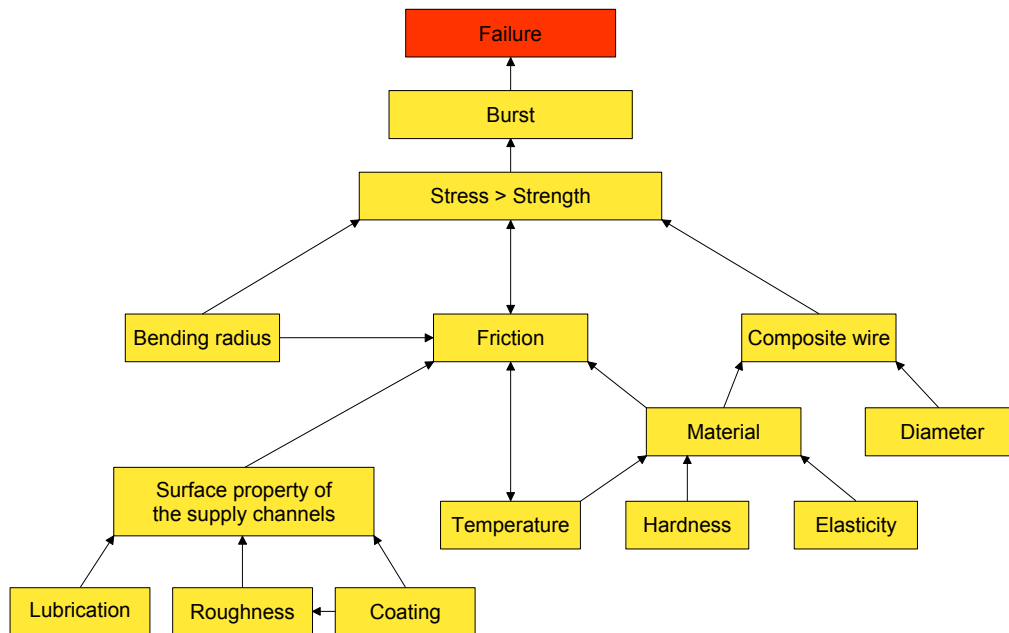 Failure
Burst
Stress > Strength
Bending radius
Friction
Composite wire
Material
Diameter
Surface property of
the supply channels
Temperature
Hardness
Elasticity
Lubrication
Roughness
Coating